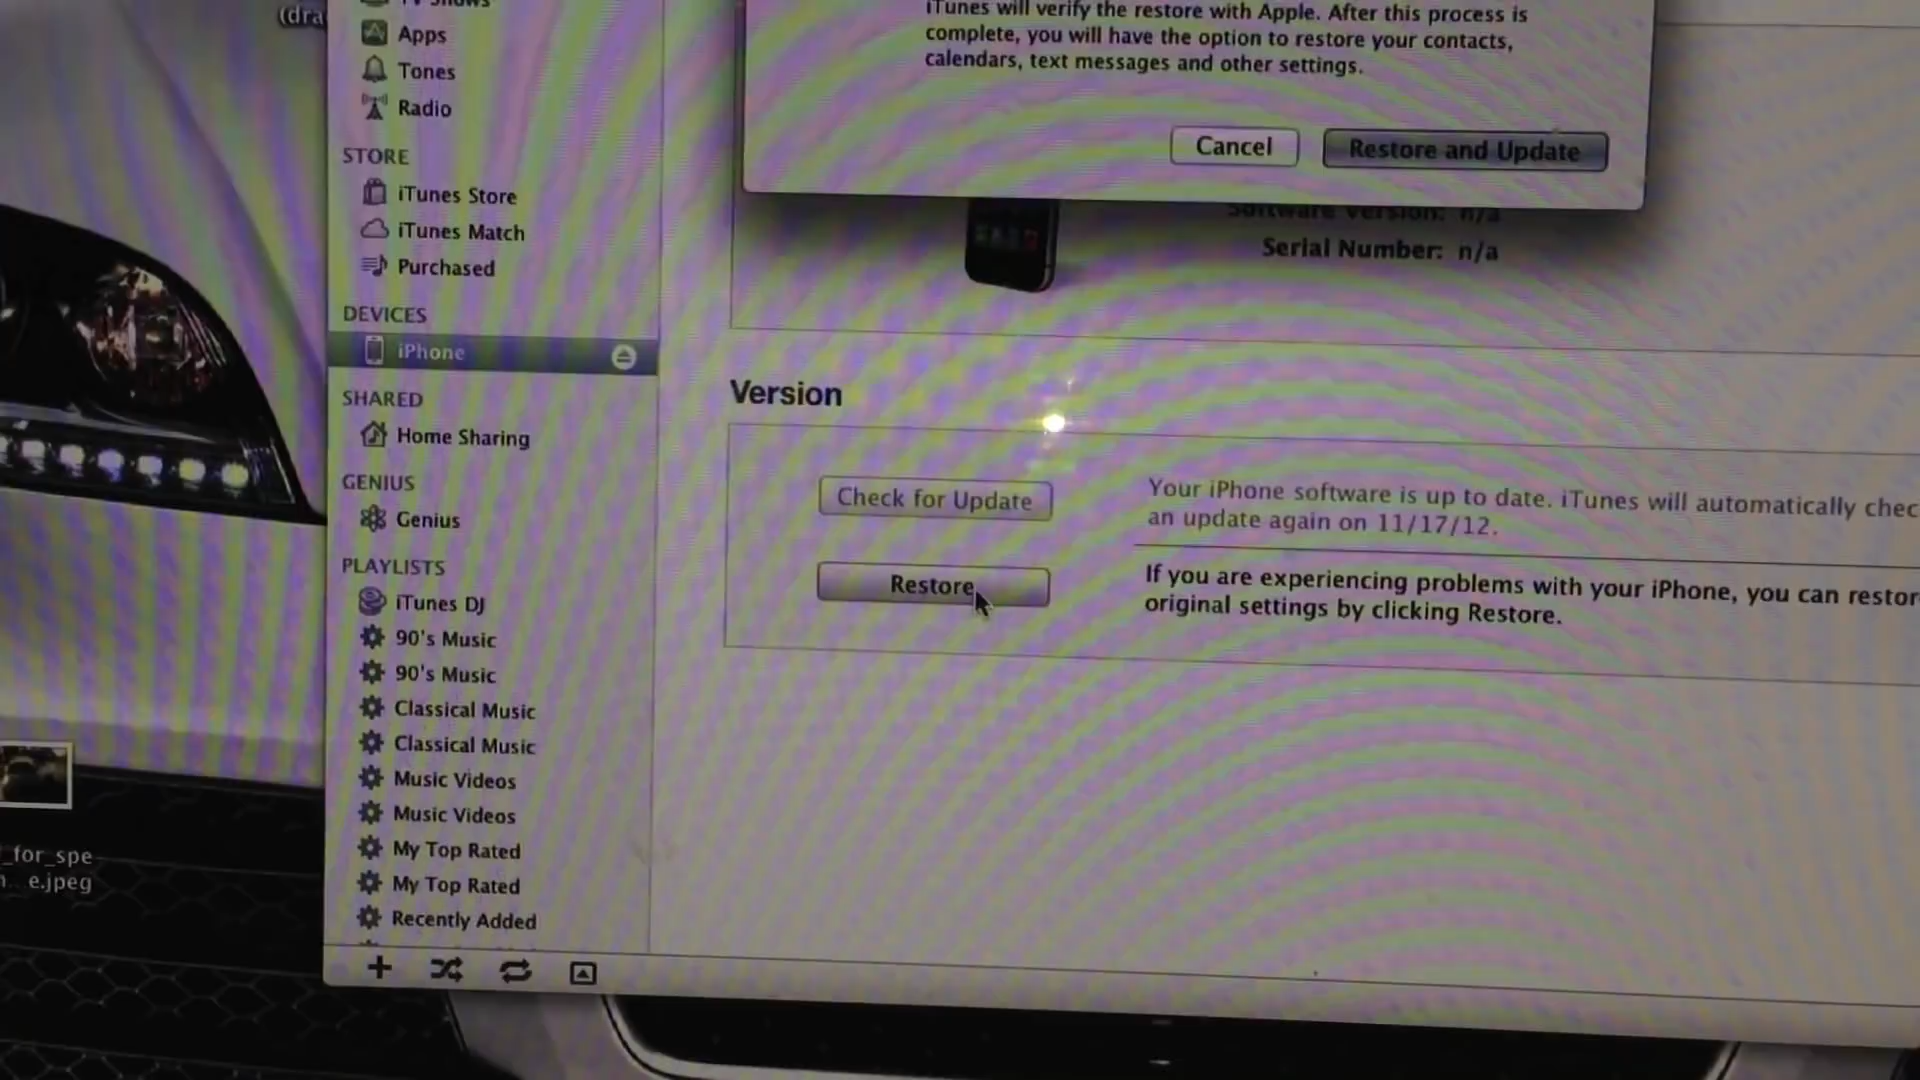 (dra
TV Shows
Apps
Tones
Radio
STORE
iTunes Store
iTunes Match
Purchased
DEVICES
iPhone
SHARED
Home Sharing
GENIUS
Genius
PLAYLISTS
iTunes DJ
90's Music
90's Music
Classical Music
Classical Music
Music Videos
Music Videos
My Top Rated
My Top Rated
Recently Added
iTunes will verify the restore with Apple. After this process is
complete, you will have the option to restore your contacts,
calendars, text messages and other settings.
Cancel
Restore and Update
Software Version: n/a
Serial Number: n/a
Version
Check for Update
Your iPhone software is up to date. iTunes will automatically chec
an update again on 11/17/12.
Restore
If you are experiencing problems with your iPhone, you can restor
original settings by clicking Restore.
_for_spe
e.jpeg